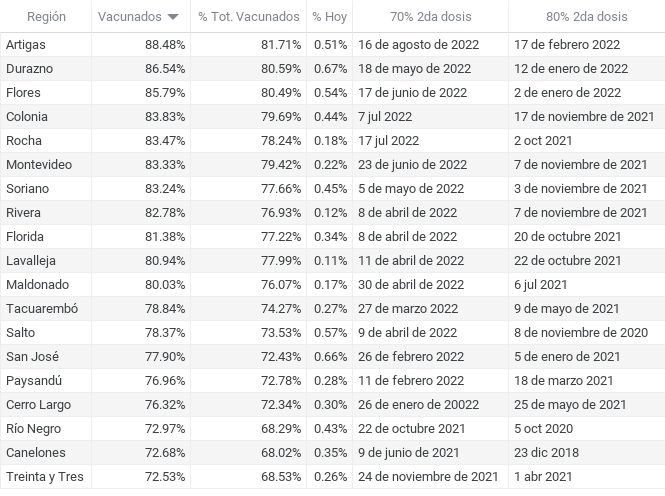 Región Vacunados % Tot. Vacunados % Hoy 70% 2da dosis 80% 2da dosis
Artigas 88.48% 81.71% 0.51% 16 de agosto de 2022 17 de febrero 2022
Durazno 86.54% 80.59% 0.67% 18 de mayo de 2022 12 de enero de 2022
Flores 85.79% 80.49% 0.54% 17 de junio de 2022 2 de enero de 2022
Colonia 83.83% 79.69% 0.44% 7 jul 2022 17 de noviembre de 2021
Rocha 83.47% 78.24% 0.18% 17 jul 2022 2 oct 2021
Montevideo 83.33% 79.42% 0.22% 23 de junio de 2022 7 de noviembre de 2021
Soriano 83.24% 77.66% 0.45% 5 de mayo de 2022 3 de noviembre de 2021
Rivera 82.78% 76.93% 0.12% 8 de abril de 2022 7 de noviembre de 2021
Florida 81.38% 77.22% 0.34% 8 de abril de 2022 20 de octubre 2021
Lavalleja 80.94% 77.99% 0.11% 11 de abril de 2022 22 de octubre 2021
Maldonado 80.03% 76.07% 0.17% 30 de abril de 2022 6 jul 2021
Tacuarembó 78.84% 74.27% 0.27% 27 de marzo 2022 9 de mayo de 2021
Salto 78.37% 73.53% 0.57% 9 de abril de 2022 8 de noviembre de 2020
San José 77.90% 72.43% 0.66% 26 de febrero 2022 5 de enero de 2021
Paysandú 76.96% 72.78% 0.28% 11 de febrero 2022 18 de marzo 2021
Cerro Largo 76.32% 72.34% 0.30% 26 de enero de 20022 25 de mayo de 2021
Río Negro 72.97% 68.29% 0.43% 22 de octubre 2021 5 oct 2020
Canelones 72.68% 68.02% 0.35% 9 de junio de 2021 23 dic 2018
Treinta y Tres 72.53% 68.53% 0.26% 24 de noviembre de 2021 1 abr 2021